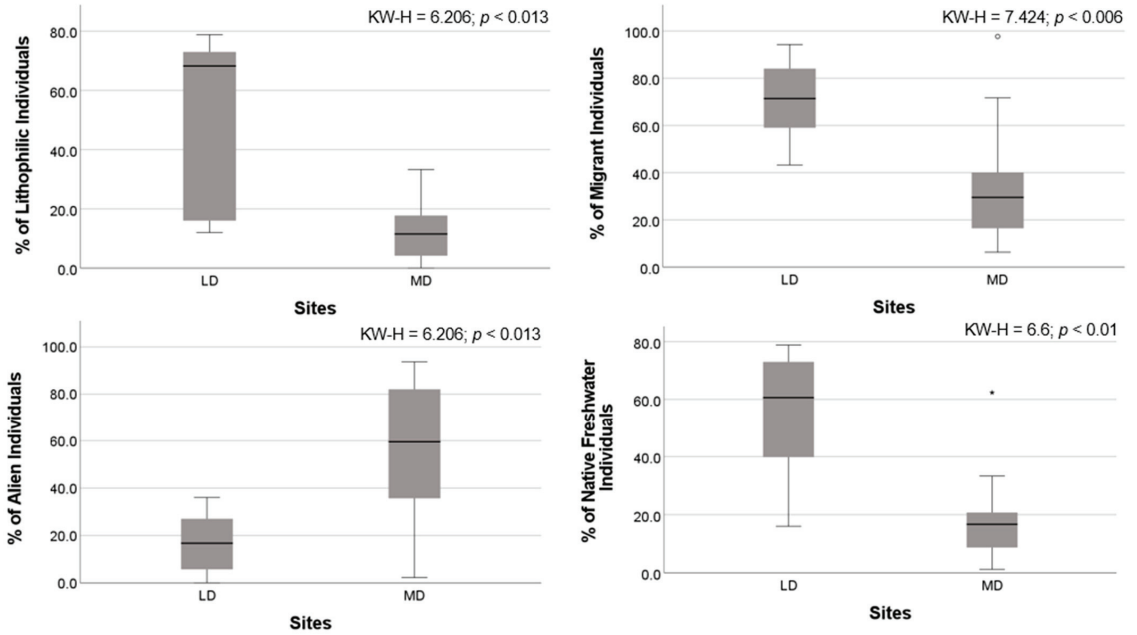 KW-H = 6.206; p < 0.013
% of Lithophilic Individuals
80.0
60.0
40.0
20.0
0.0
LD MD
Sites
KW-H = 7.424; p < 0.006
% of Migrant Individuals
100.0
80.0
60.0
40.0
20.0
0.0
LD MD
Sites
KW-H = 6.206; p < 0.013
% of Alien Individuals
100.0
80.0
60.0
40.0
20.0
0.0
LD MD
Sites
KW-H = 6.6; p < 0.01
% of Native Freshwater
Individuals
80.0
60.0
40.0
20.0
0.0
LD MD
Sites